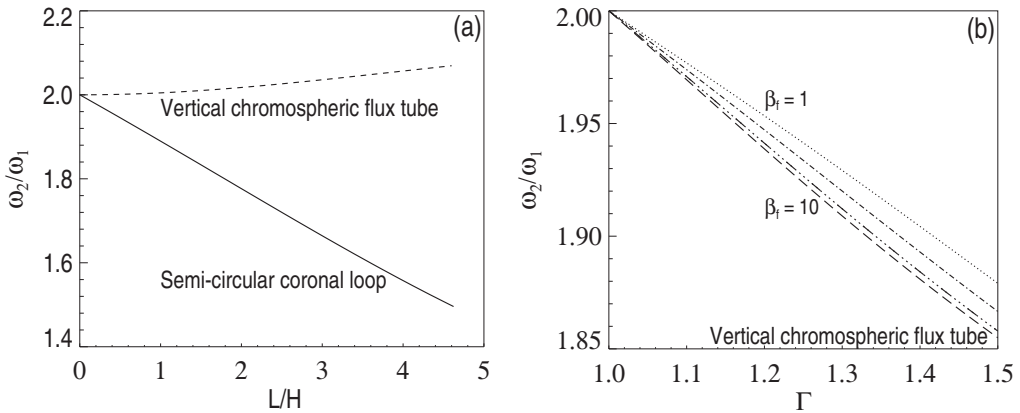 (a)
2.2
2.0
1.8
1.6
1.4
ω₂/ω₁
Vertical chromospheric flux tube
Semi-circular coronal loop
0 1 2 3 4 5
L/H
(b)
2.00
1.95
1.90
1.85
ω₂/ω₁
β_f = 1
β_f = 10
Vertical chromospheric flux tube
1.0 1.1 1.2 1.3 1.4 1.5
Γ